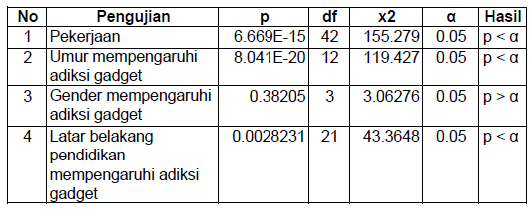 No Pengujian p df x2 α Hasil
1 Pekerjaan 6.669E-15 42 155.279 0.05 p < α
2 Umur mempengaruhi 8.041E-20 12 119.427 0.05 p < α
adiksi gadget
3 Gender mempengaruhi 0.38205 3 3.06276 0.05 p > α
adiksi gadget
4 Latar belakang 0.0028231 21 43.3648 0.05 p < α
pendidikan
mempengaruhi adiksi
gadget